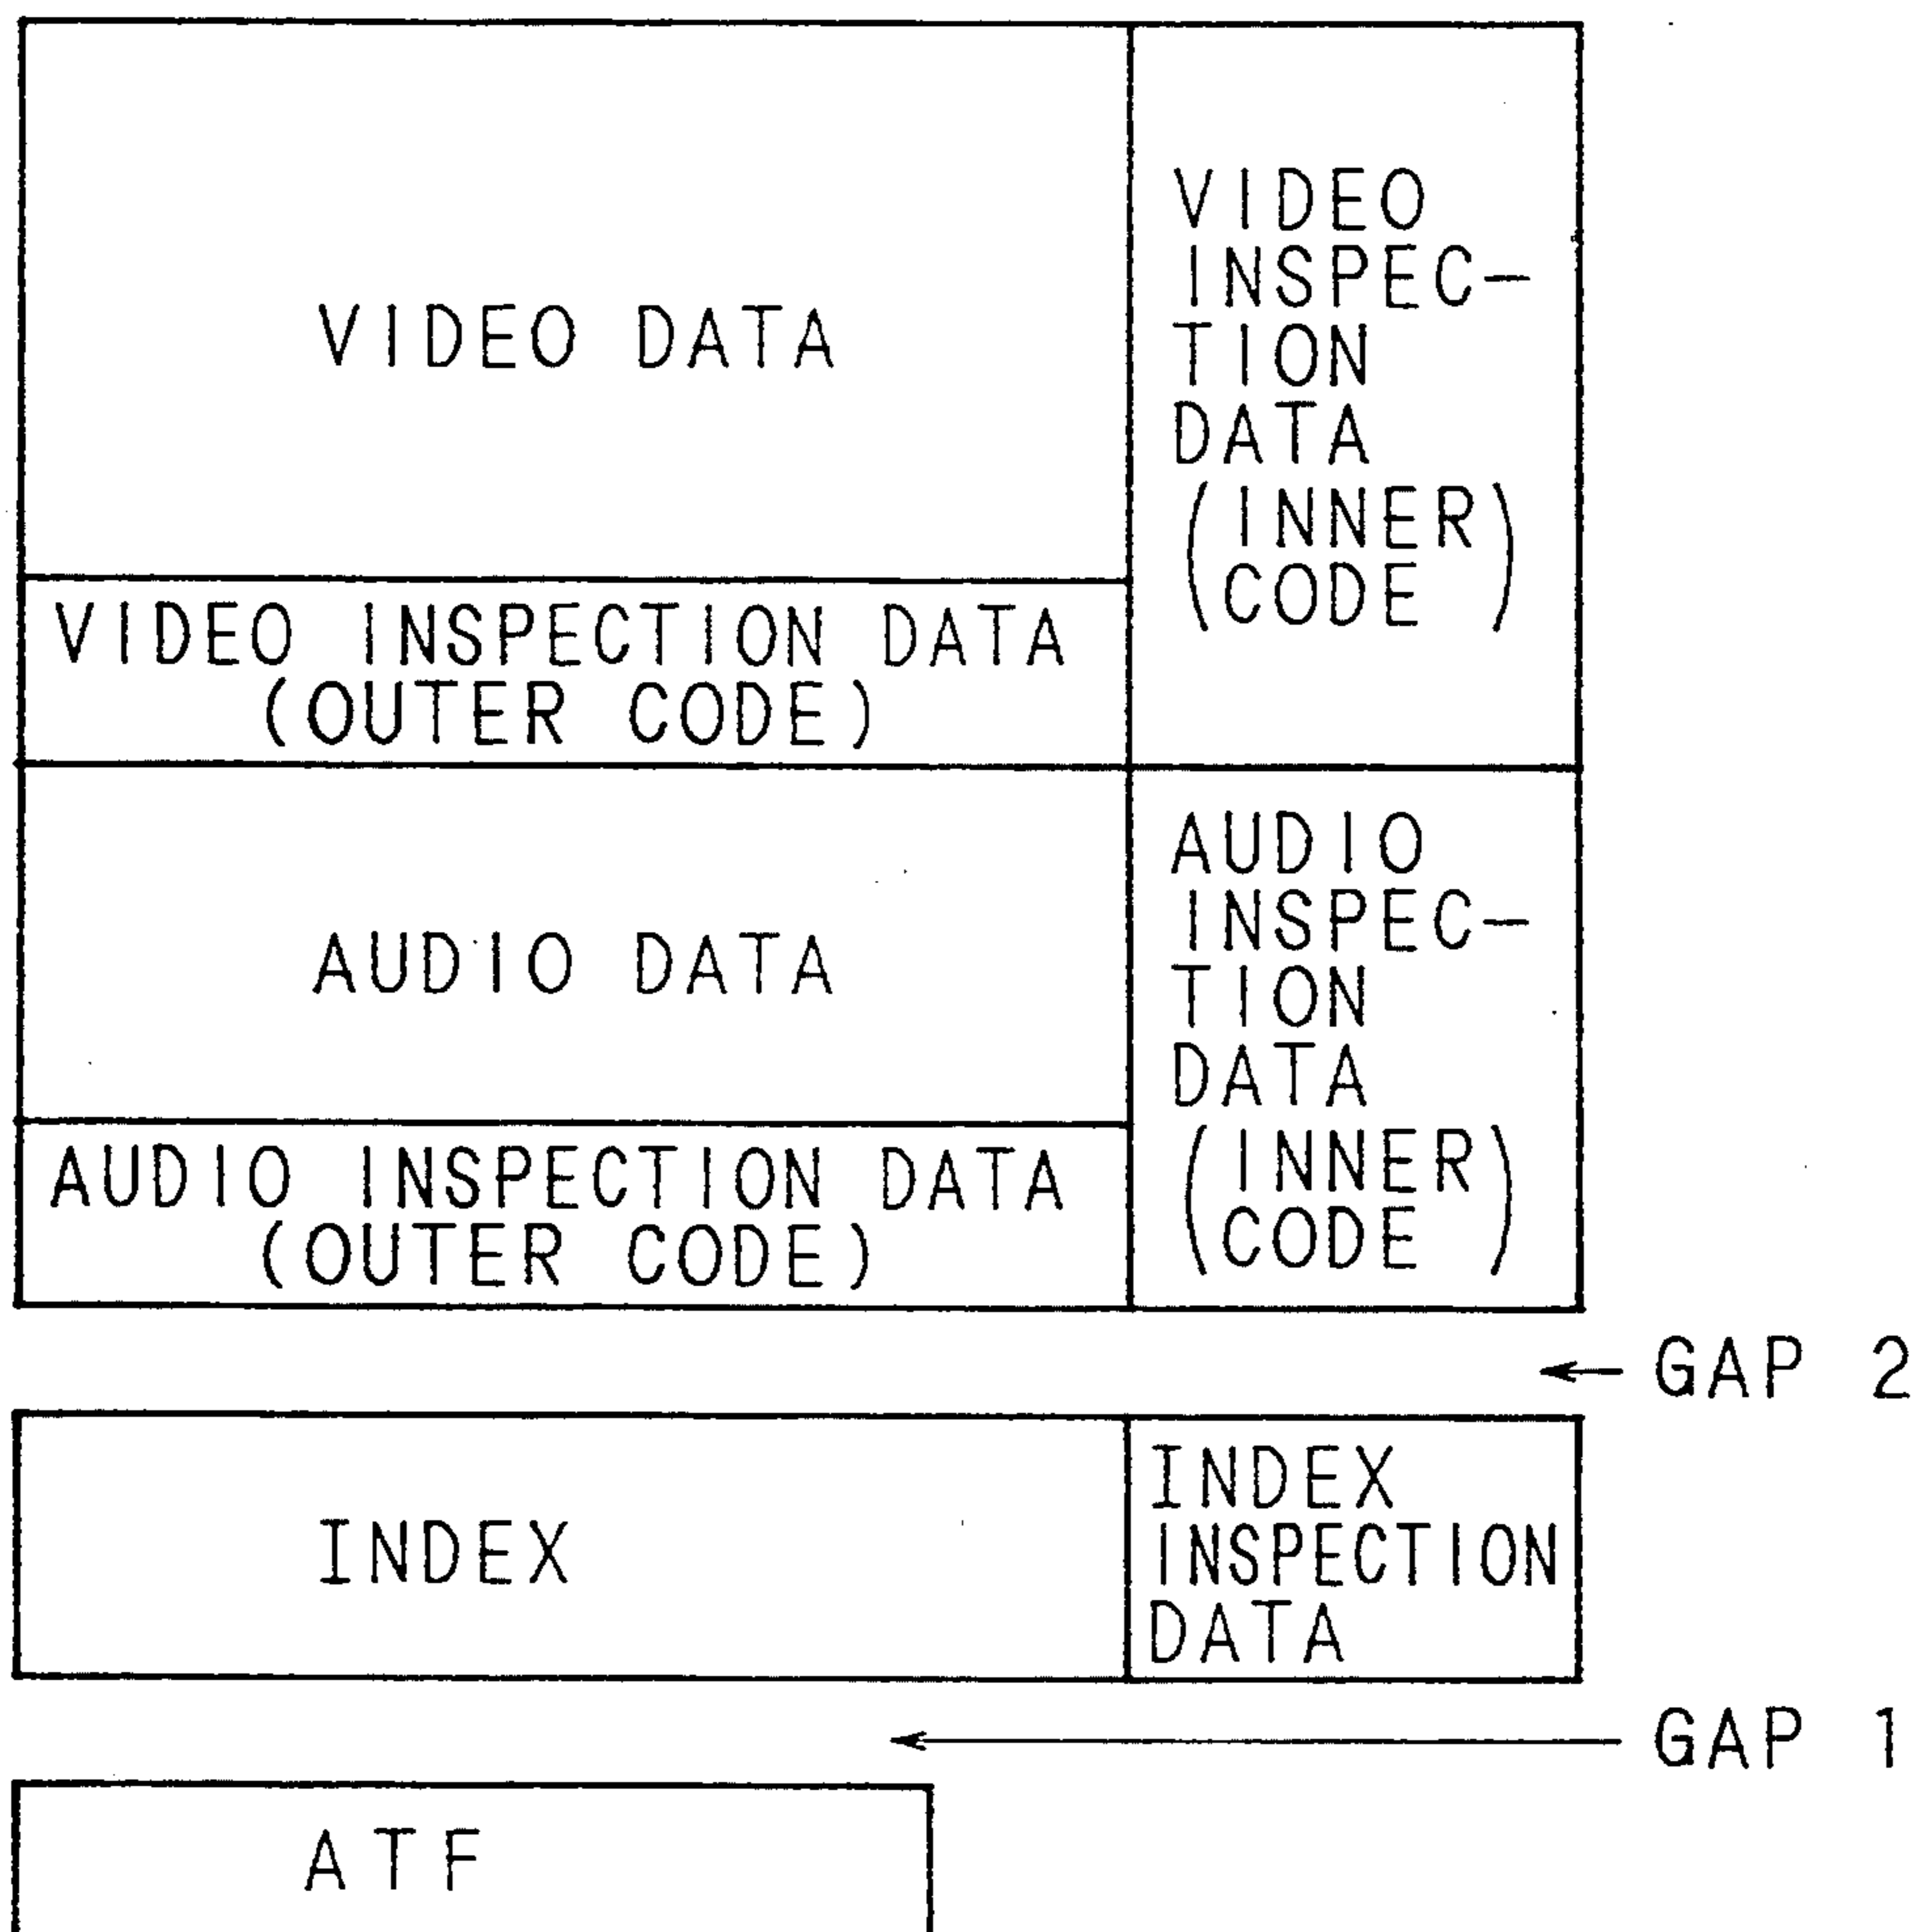 VIDEO DATA
VIDEO INSPECTION DATA
(OUTER CODE)
VIDEO
INSPEC-
TION
DATA
(INNER
CODE)
AUDIO DATA
AUDIO INSPECTION DATA
(OUTER CODE)
AUDIO
INSPEC-
TION
DATA
(INNER
CODE)
GAP 2
INDEX
INDEX
INSPECTION
DATA
GAP 1
ATF